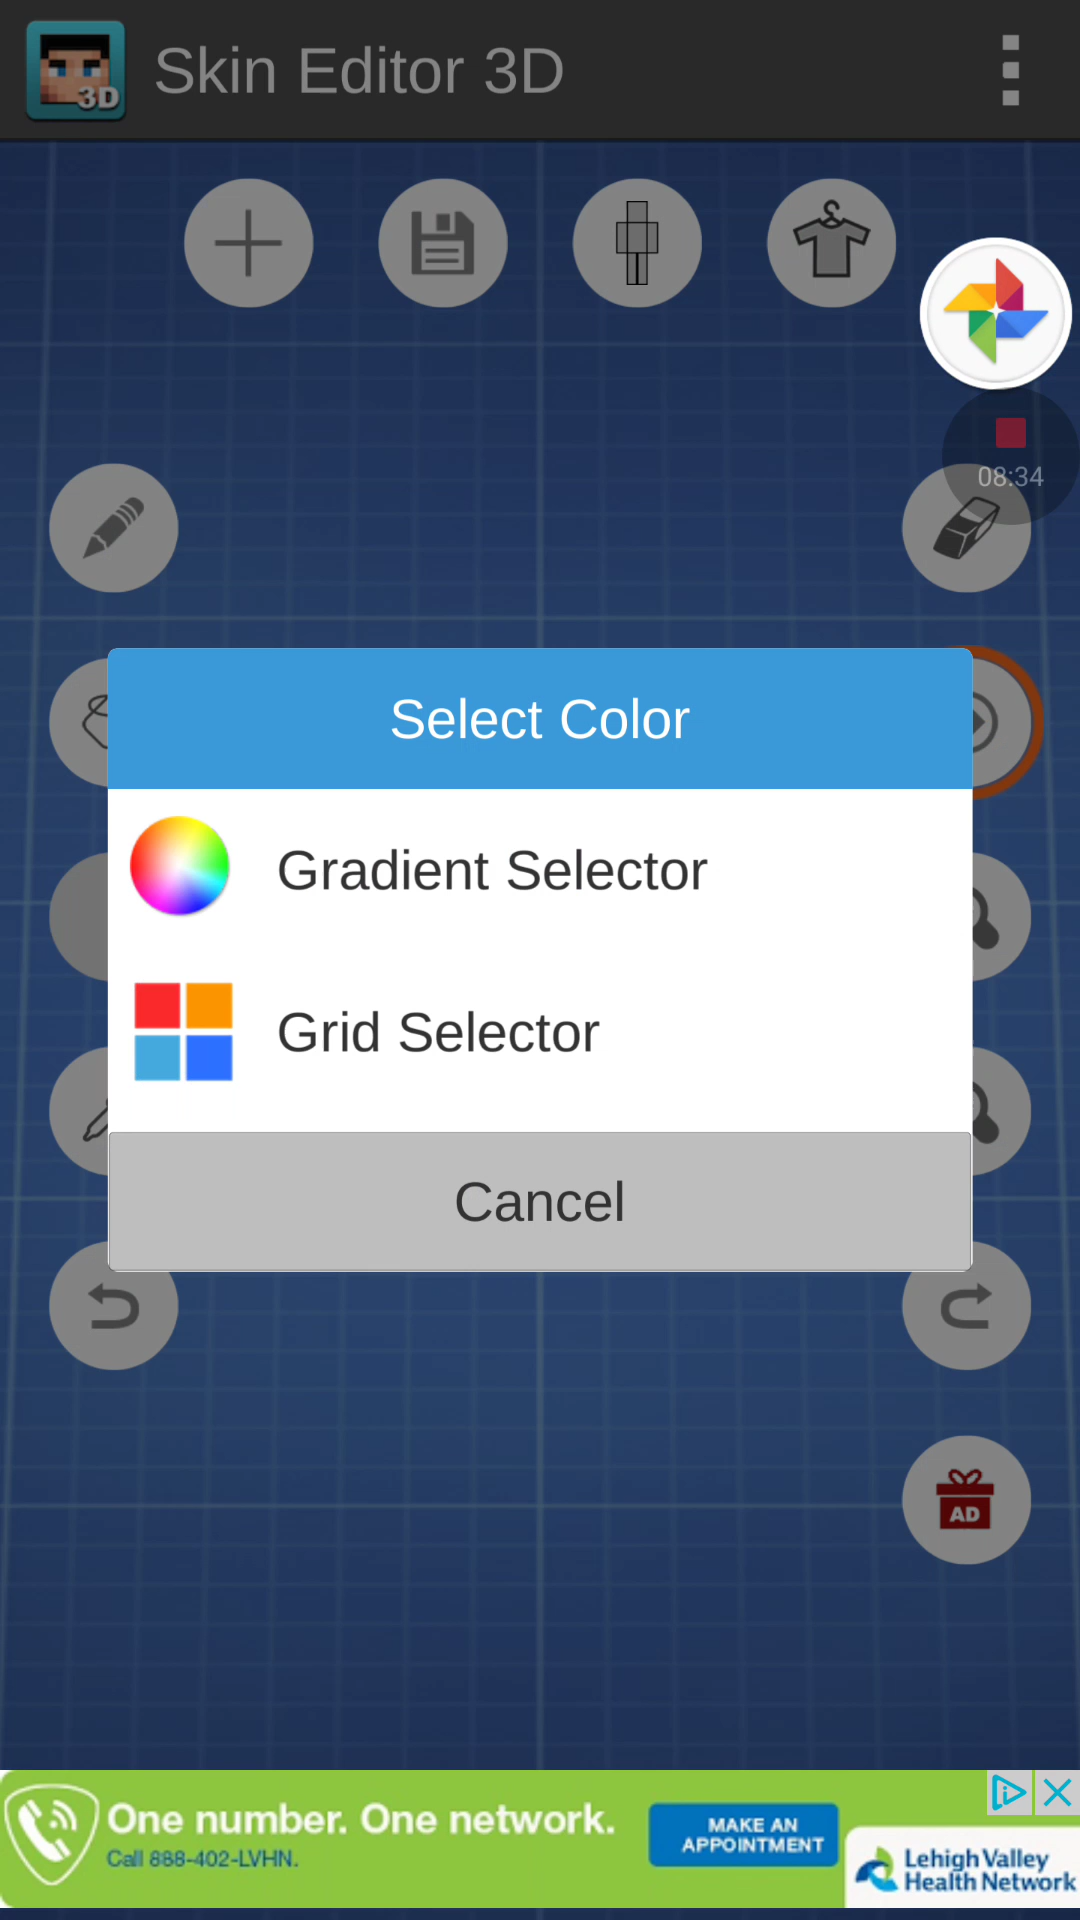 3D
Skin Editor 3D
08:34
Select Color
Gradient Selector
Grid Selector
Cancel
AD
One number. One network.
Call 888-402-LVHN.
MAKE AN
APPOINTMENT
Lehigh Valley
Health Network